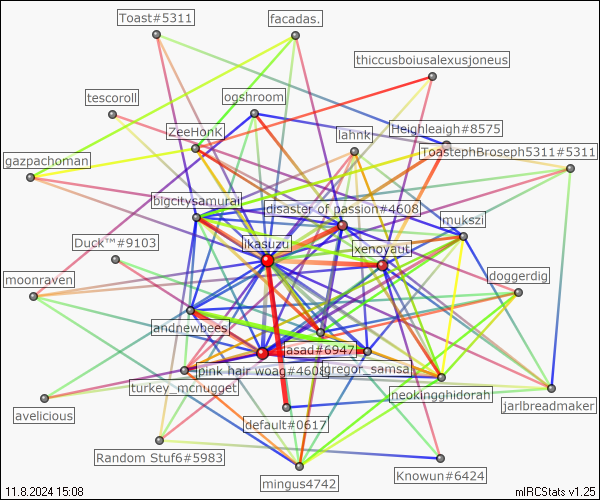 Toast#5311
facadas.
thiccusboiusalexusjoneus
tescoroll
ogshroom
ZeeHonK
lahnkj
Heighleaigh#8575
ToastephBroseph5311#5311
gazpachoman
bigcitysamurai
disaster of passion#4608
mukszi
Duck™#9103
ikasuzu
xenoyaut
moonraven
doggerdig
andnewbees
asad#6947
pink hair woag#4608
gregor_samsa
turkey_mcnugget
neokingghidorah
avelicious
default#0617
jarlbreadmaker
Random Stuf6#5983
mingus4742
Knowun#6424
11.8.2024 15:08
mIRCStats v1.25